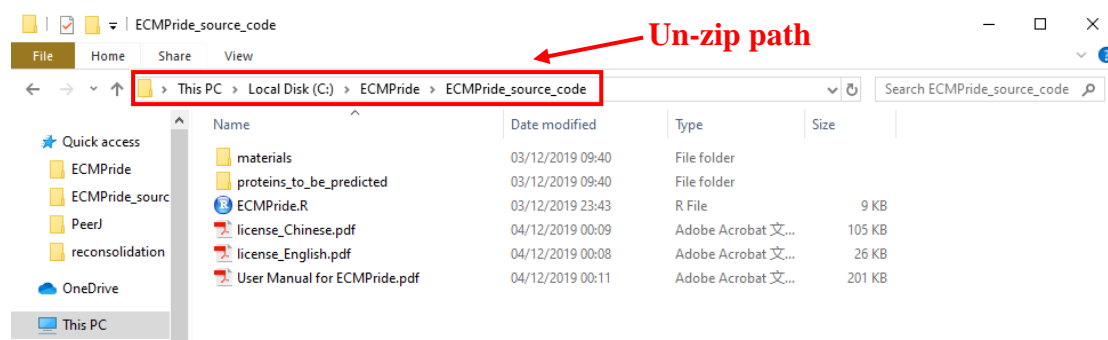 ECMPride_source_code
Un-zip path
File Home Share View
This PC > Local Disk (C:) > ECMPride > ECMPride_source_code
Search ECMPride_source_code
Name Date modified Type Size
Quick access
ECMPride
ECMPride_sourc
PeerJ
reconsolidation
OneDrive
This PC
materials 03/12/2019 09:40 File folder
proteins_to_be_predicted 03/12/2019 09:40 File folder
ECMPride.R 03/12/2019 23:43 R File 9 KB
license_Chinese.pdf 04/12/2019 00:09 Adobe Acrobat 文... 105 KB
license_English.pdf 04/12/2019 00:08 Adobe Acrobat 文... 26 KB
User Manual for ECMPride.pdf 04/12/2019 00:11 Adobe Acrobat 文... 201 KB